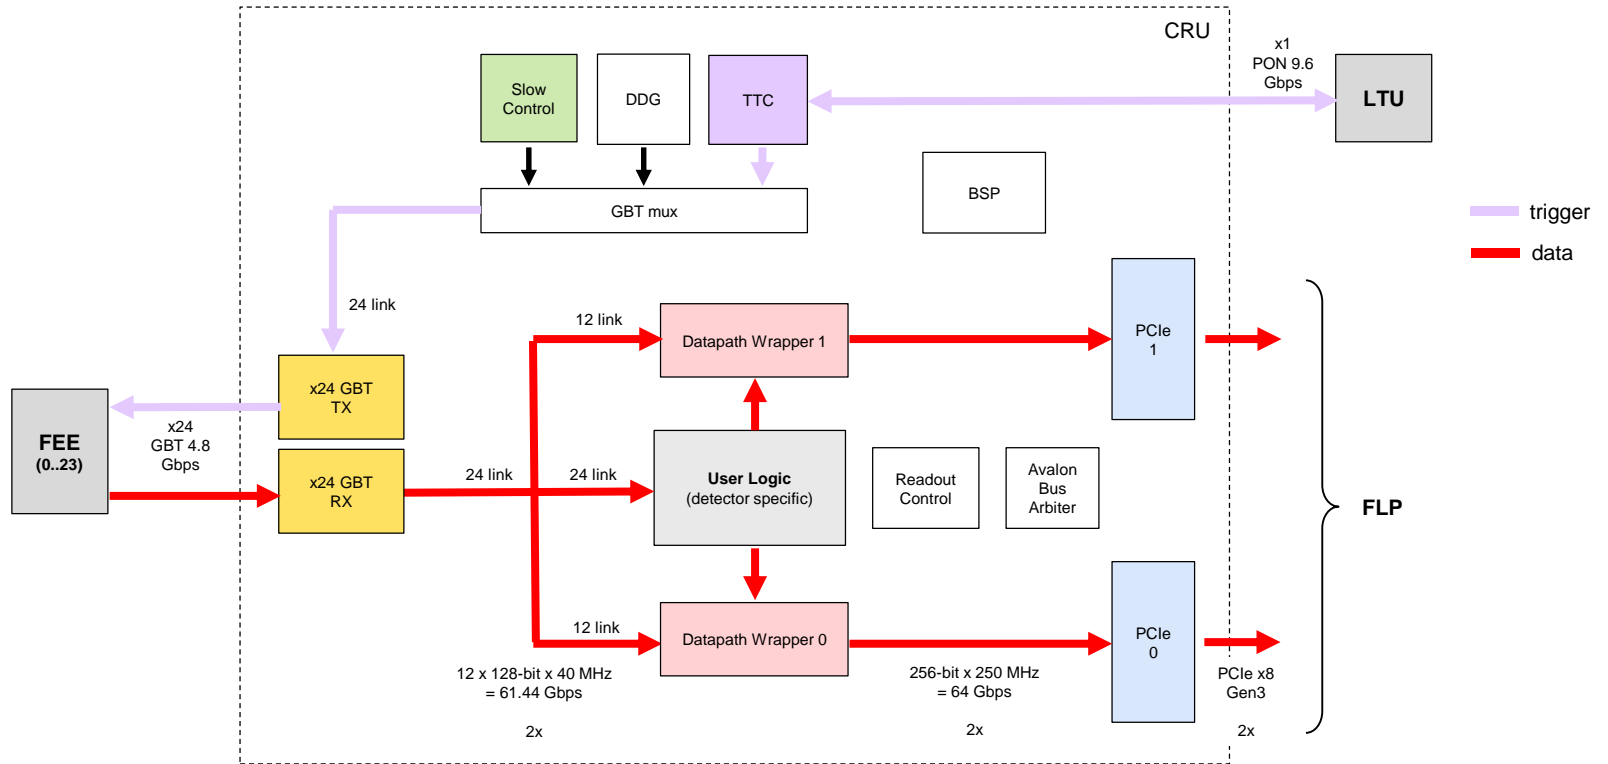 CRU
x1
PON 9.6
Gbps
Slow
Control
DDG
TTC
LTU
BSP
GBT mux
trigger
data
24 link
12 link
Datapath Wrapper 1
PCIe
1
x24 GBT
TX
FEE
(0..23)
x24
GBT 4.8
Gbps
x24 GBT
RX
24 link
24 link
User Logic
(detector specific)
Readout
Control
Avalon
Bus
Arbiter
FLP
12 link
Datapath Wrapper 0
PCIe
0
12 x 128-bit x 40 MHz
= 61.44 Gbps
2x
256-bit x 250 MHz
= 64 Gbps
2x
PCIe x8
Gen3
2x